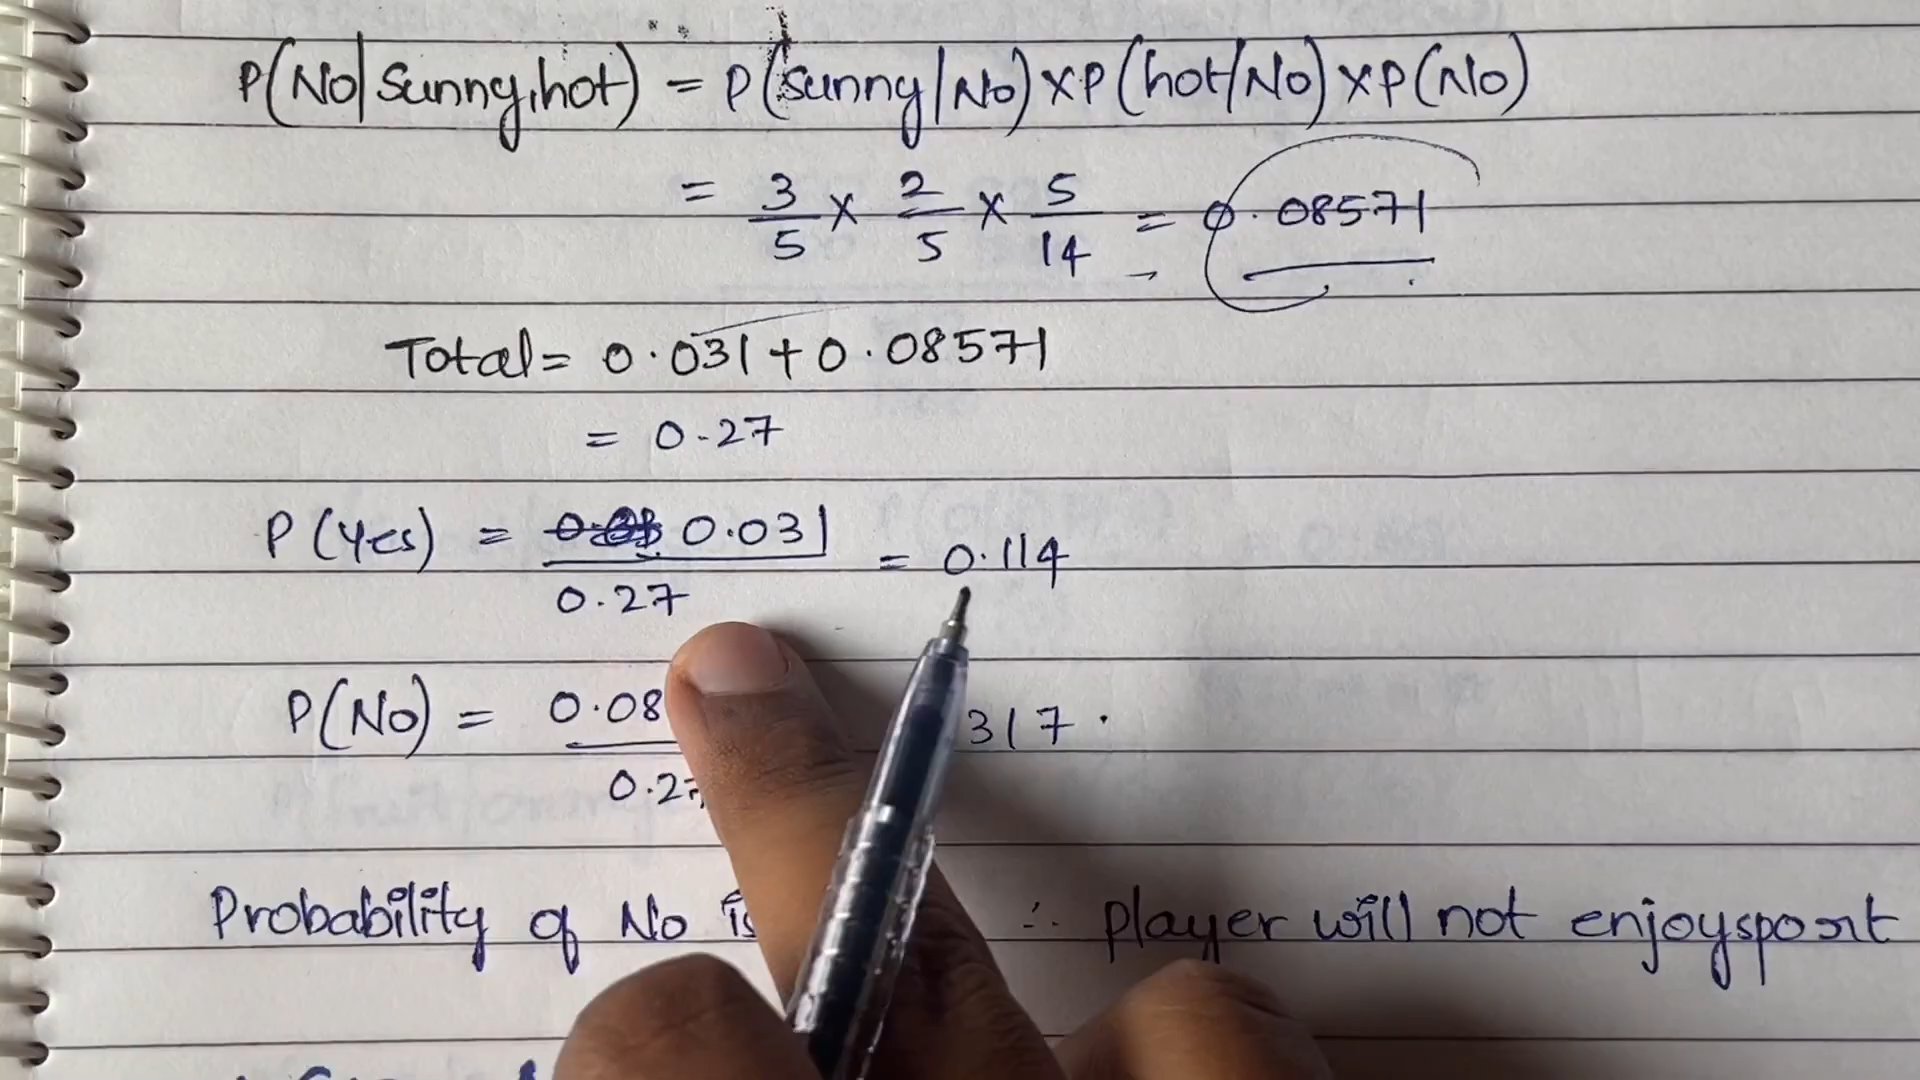 P(No|Sunny,hot) = P(sunny/No)×P(hot/No)×P(No)
= 3/5 × 2/5 × 5/14 = 0.08571
Total = 0.031+0.08571
= 0.27
P(Yes) = 0.031/0.27 = 0.114
P(No) = 0.08 / 0.27 317
Probability of No is ∴ player will not enjoysport